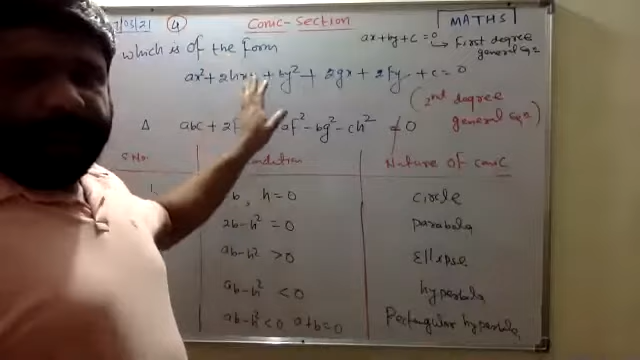 7/05/21 4 Conic-Section MATHS
ax+by+c=0
→ First degree general eq=
which is of the form
ax²+2hx +by²+2gx+2fy+c=0
(2nd degree general eq=)
Δ abc+2f af²-bg²-ch² ≠0
S.No Nature of conic
1. b, h=0 circle
ab-h²=0 parabola
ab-h²>0 Ellipse
ab-h²<0 hyperbola
ab-h²<0 a+b=0 Rectangular hyperbola